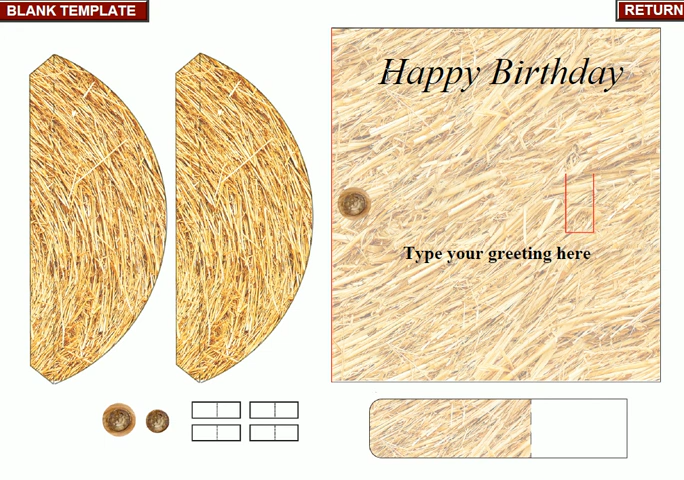 BLANK TEMPLATE
RETURN
Happy Birthday
Type your greeting here